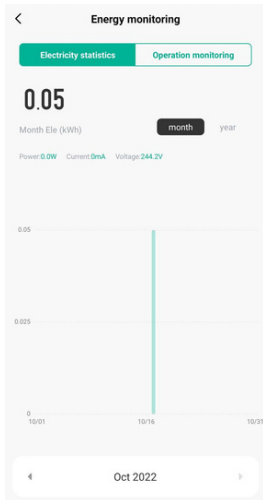 Energy monitoring
Electricity statistics Operation monitoring
0.05
Month Ele (kWh) month year
Power:0.0W Current:0mA Voltage:244.2V
0.05
0.025
0
10/01 10/16 10/31
Oct 2022